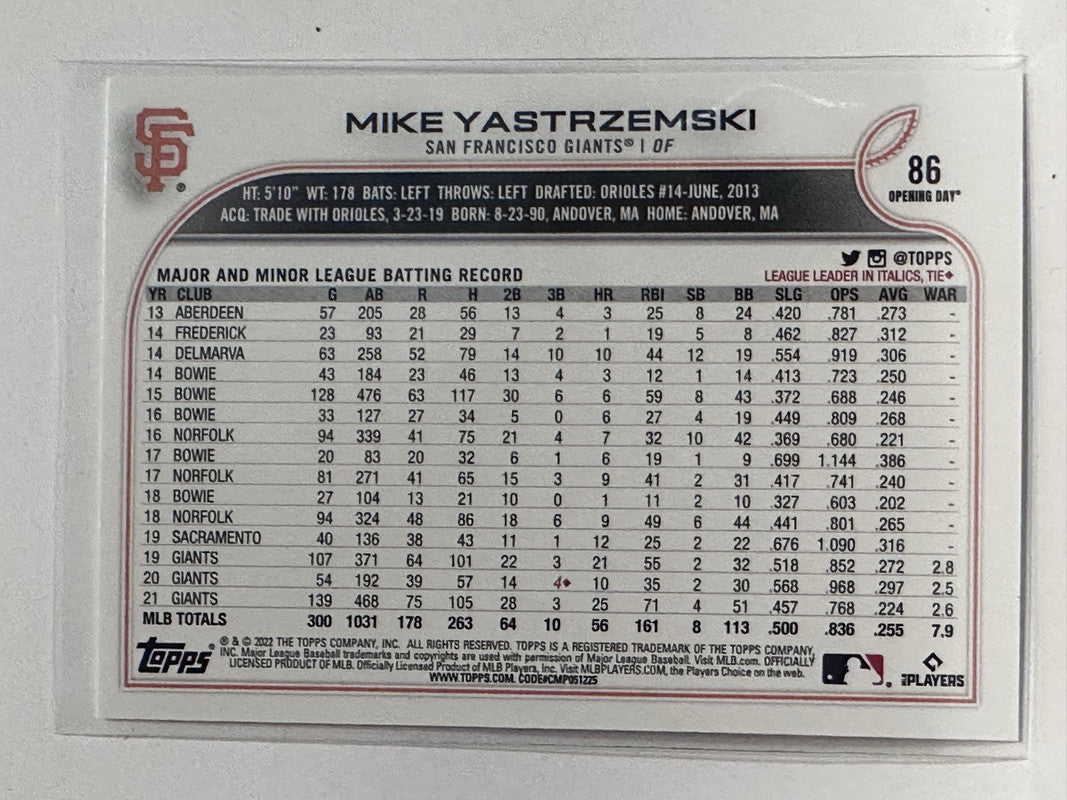 SF®
MIKE YASTRZEMSKI
SAN FRANCISCO GIANTS® | OF
86
OPENING DAY®
HT: 5'10" WT: 178 BATS: LEFT THROWS: LEFT DRAFTED: ORIOLES #14-JUNE, 2013
ACQ: TRADE WITH ORIOLES, 3-23-19 BORN: 8-23-90, ANDOVER, MA HOME: ANDOVER, MA
@TOPPS
MAJOR AND MINOR LEAGUE BATTING RECORD
LEAGUE LEADER IN ITALICS, TIE♦
YR CLUB G AB R H 2B 3B HR RBI SB BB SLG OPS AVG WAR
13 ABERDEEN 57 205 28 56 13 4 3 25 8 24 .420 .781 .273 -
14 FREDERICK 23 93 21 29 7 2 1 19 5 8 .462 .827 .312 -
14 DELMARVA 63 258 52 79 14 10 10 44 12 19 .554 .919 .306 -
14 BOWIE 43 184 23 46 13 4 3 12 1 14 .413 .723 .250 -
15 BOWIE 128 476 63 117 30 6 6 59 8 43 .372 .688 .246 -
16 BOWIE 33 127 27 34 5 0 6 27 4 19 .449 .809 .268 -
16 NORFOLK 94 339 41 75 21 4 7 32 10 42 .369 .680 .221 -
17 BOWIE 20 83 20 32 6 1 6 19 1 9 .699 1.144 .386 -
17 NORFOLK 81 271 41 65 15 3 9 41 2 31 .417 .741 .240 -
18 BOWIE 27 104 13 21 10 0 1 11 2 10 .327 .603 .202 -
18 NORFOLK 94 324 48 86 18 6 9 49 6 44 .441 .801 .265 -
19 SACRAMENTO 40 136 38 43 11 1 12 25 2 22 .676 1.090 .316 -
19 GIANTS 107 371 64 101 22 3 21 55 2 32 .518 .852 .272 2.8
20 GIANTS 54 192 39 57 14 4♦ 10 35 2 30 .568 .968 .297 2.5
21 GIANTS 139 468 75 105 28 3 25 71 4 51 .457 .768 .224 2.6
MLB TOTALS 300 1031 178 263 64 10 56 161 8 113 .500 .836 .255 7.9
Topps®
® & © 2022 THE TOPPS COMPANY, INC. ALL RIGHTS RESERVED. TOPPS IS A REGISTERED TRADEMARK OF THE TOPPS COMPANY,
INC. Major League Baseball trademarks and copyrights are used with permission of Major League Baseball. Visit MLB.com. OFFICIALLY
LICENSED PRODUCT OF MLB. Officially Licensed Product of MLB Players, Inc. Visit MLBPLAYERS.COM, the Players Choice on the web.
WWW.TOPPS.COM. CODE#CMP051225
MLB PLAYERS